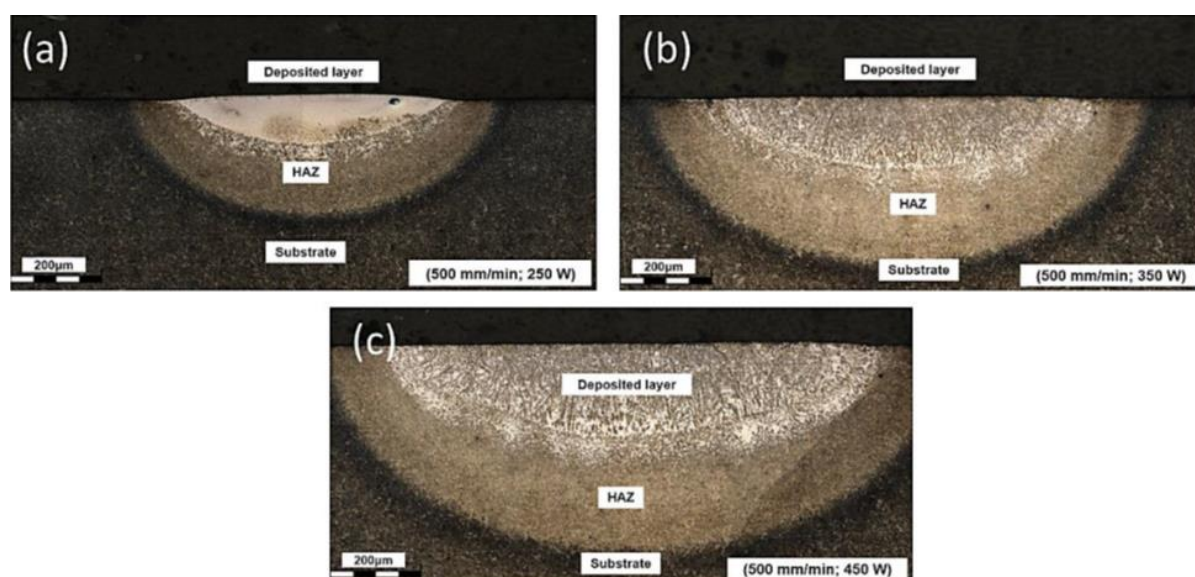 (a)
Deposited layer
HAZ
Substrate
200µm
(500 mm/min; 250 W)
(b)
Deposited layer
HAZ
Substrate
200µm
(500 mm/min; 350 W)
(c)
Deposited layer
HAZ
Substrate
200µm
(500 mm/min; 450 W)